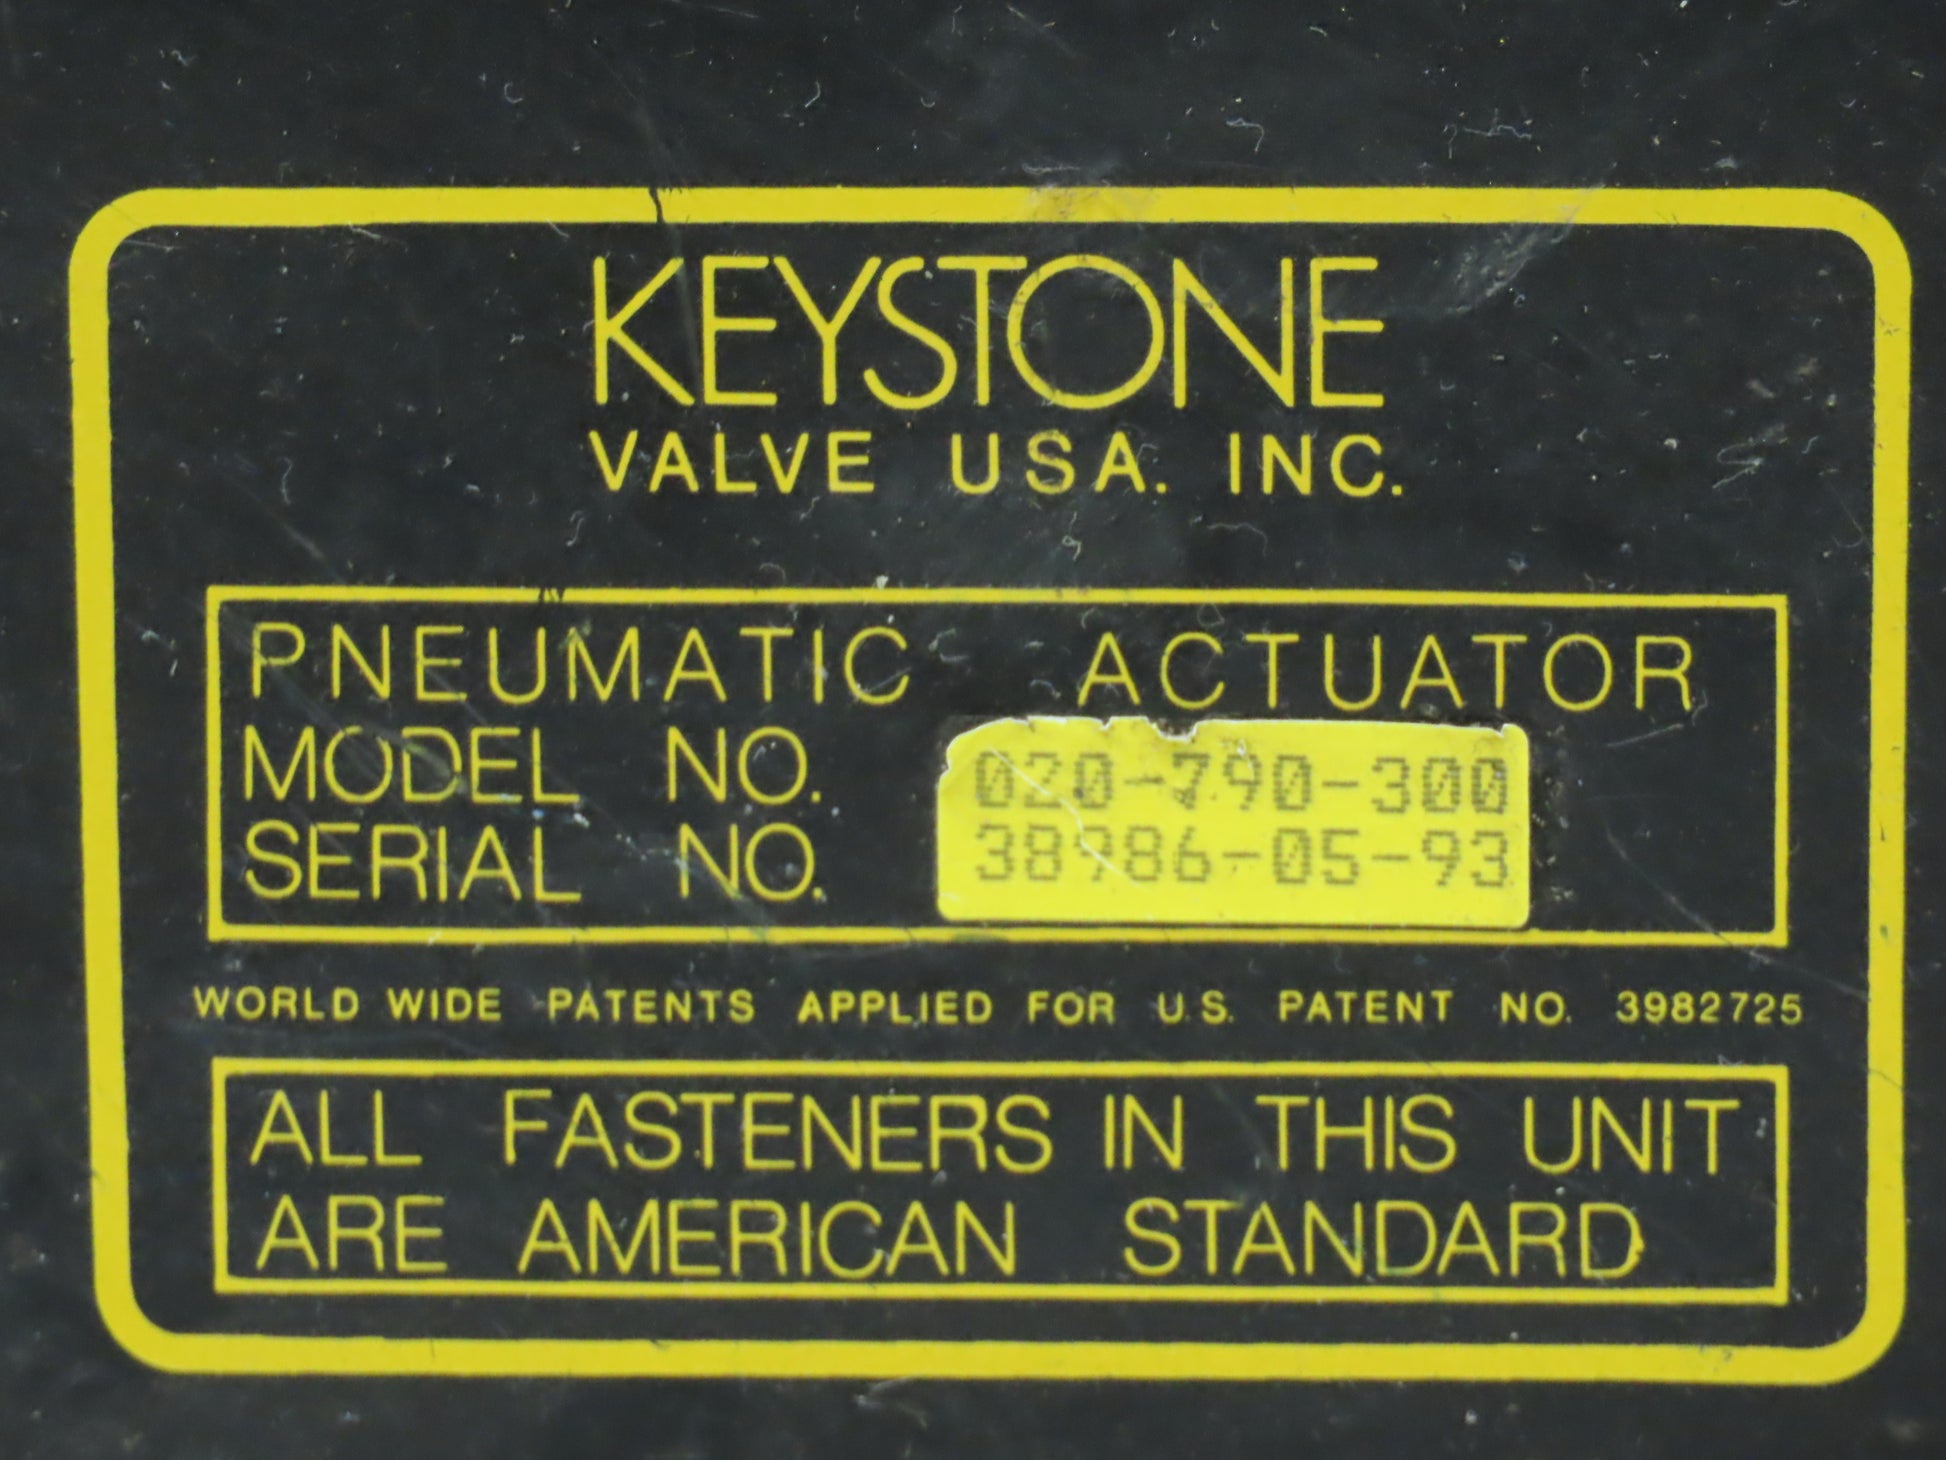 KEYSTONE
VALVE USA. INC.
PNEUMATIC ACTUATOR
MODEL NO. 020-790-300
SERIAL NO. 38986-05-93
WORLD WIDE PATENTS APPLIED FOR U.S. PATENT NO. 3982725
ALL FASTENERS IN THIS UNIT
ARE AMERICAN STANDARD